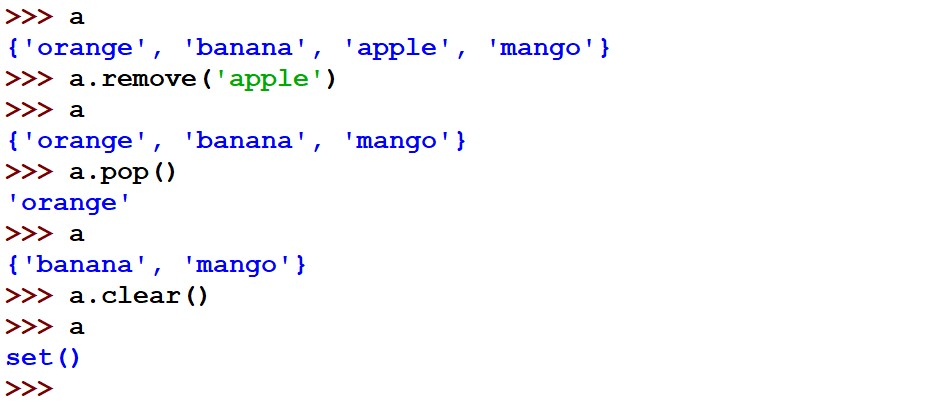 >>> a
{'orange', 'banana', 'apple', 'mango'}
>>> a.remove('apple')
>>> a
{'orange', 'banana', 'mango'}
>>> a.pop()
'orange'
>>> a
{'banana', 'mango'}
>>> a.clear()
>>> a
set()
>>>